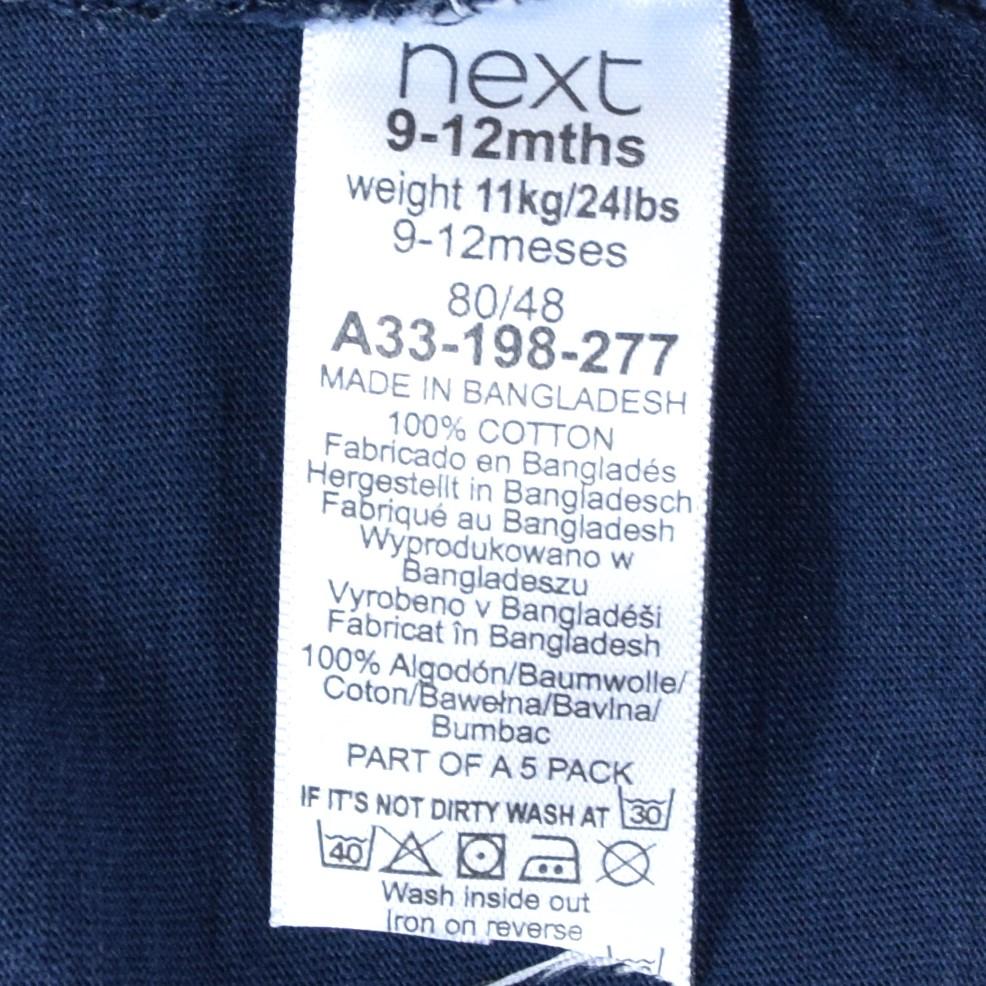 next
9-12mths
weight 11kg/24lbs
9-12meses
80/48
A33-198-277
MADE IN BANGLADESH
100% COTTON
Fabricado en Bangladés
Hergestellt in Bangladesch
Fabriqué au Bangladesh
Wyprodukowano w
Bangladeszu
Vyrobeno v Bangladéši
Fabricat în Bangladesh
100% Algodón/Baumwolle/
Coton/Bawełna/Bavlna/
Bumbac
PART OF A 5 PACK
IF IT'S NOT DIRTY WASH AT 30
40
Wash inside out
Iron on reverse